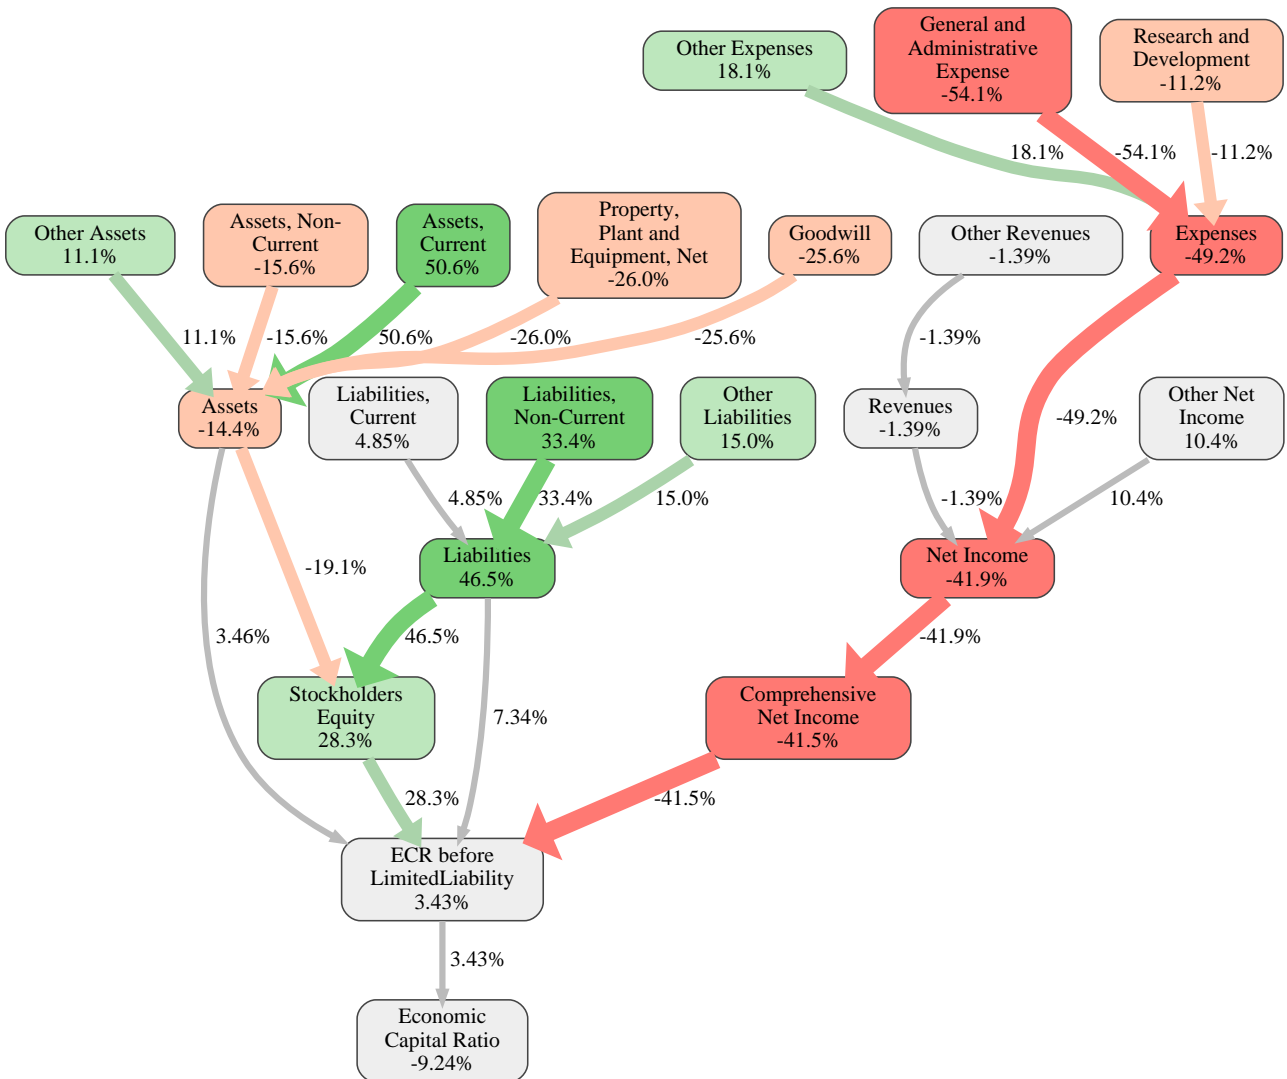 Other Expenses
18.1%
General and
Administrative
Expense
-54.1%
Research and
Development
-11.2%
18.1%
-54.1%
-11.2%
Other Assets
11.1%
Assets, Non-
Current
-15.6%
Assets,
Current
50.6%
Property,
Plant and
Equipment, Net
-26.0%
Goodwill
-25.6%
Other Revenues
-1.39%
Expenses
-49.2%
11.1%
-15.6%
50.6%
-26.0%
-25.6%
-1.39%
-49.2%
Assets
-14.4%
Liabilities,
Current
4.85%
Liabilities,
Non-Current
33.4%
Other
Liabilities
15.0%
Revenues
-1.39%
Other Net
Income
10.4%
4.85%
33.4%
15.0%
-1.39%
10.4%
-19.1%
Liabilities
46.5%
Net Income
-41.9%
3.46%
46.5%
-41.9%
Stockholders
Equity
28.3%
7.34%
Comprehensive
Net Income
-41.5%
28.3%
-41.5%
ECR before
LimitedLiability
3.43%
3.43%
Economic
Capital Ratio
-9.24%